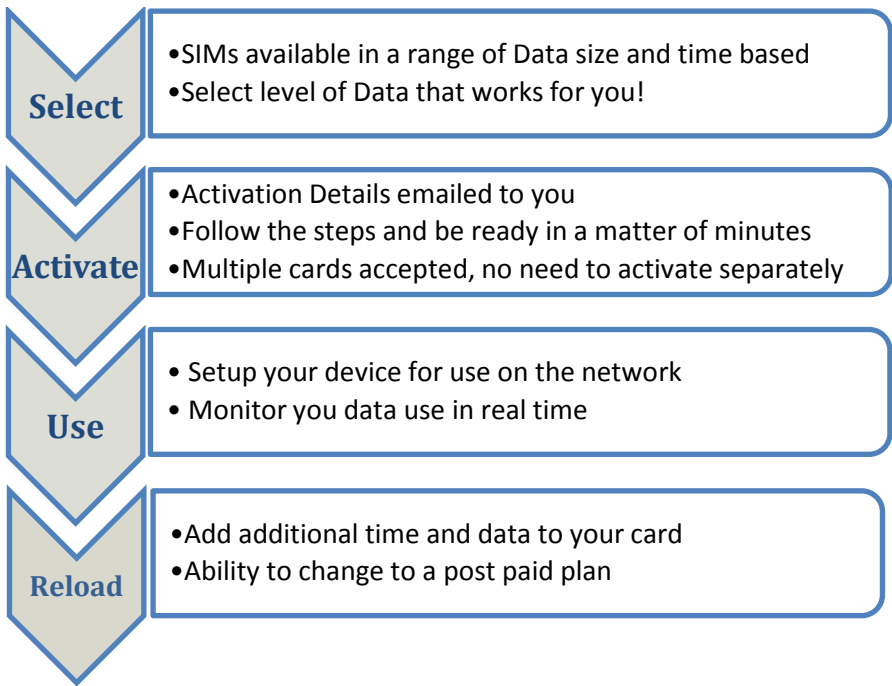 Select
•SIMs available in a range of Data size and time based
•Select level of Data that works for you!
Activate
•Activation Details emailed to you
•Follow the steps and be ready in a matter of minutes
•Multiple cards accepted, no need to activate separately
Use
• Setup your device for use on the network
• Monitor you data use in real time
Reload
•Add additional time and data to your card
•Ability to change to a post paid plan